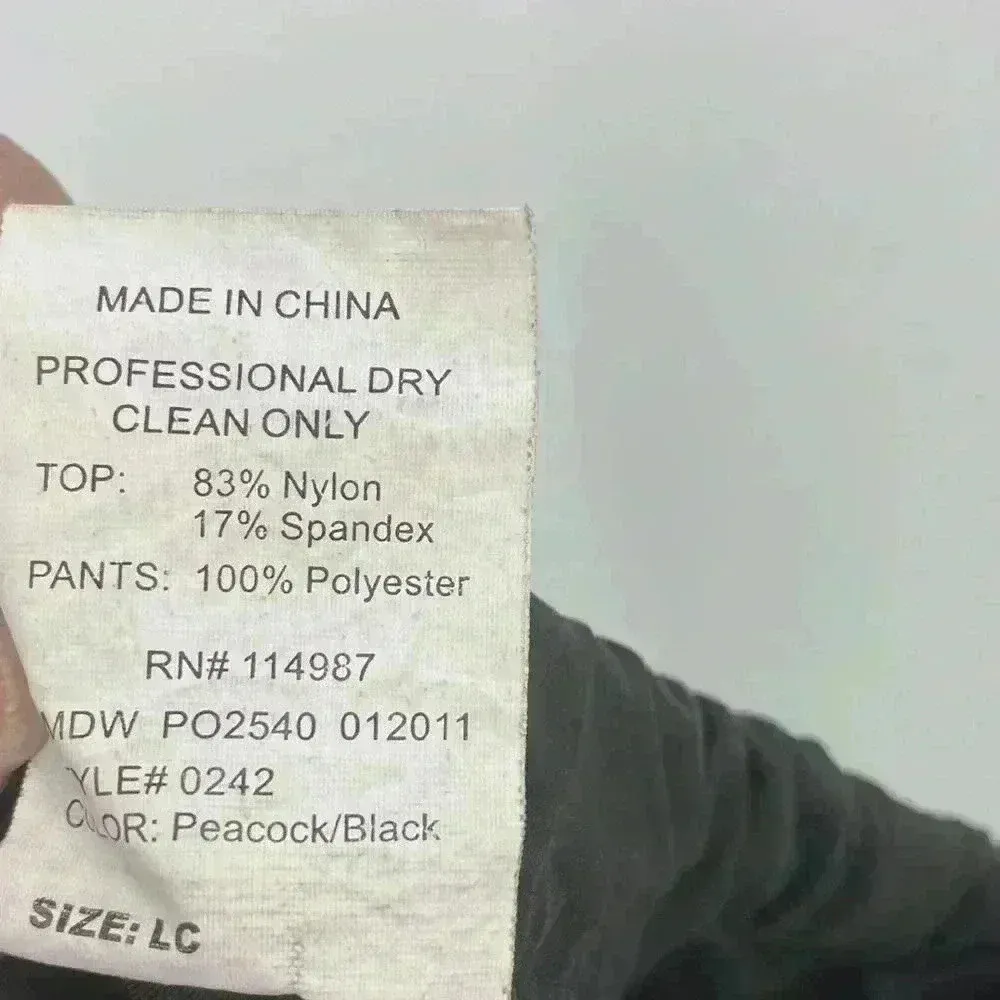 MADE IN CHINA
PROFESSIONAL DRY
CLEAN ONLY
TOP: 83% Nylon
17% Spandex
PANTS: 100% Polyester
RN# 114987
MDW PO2540 012011
YLE# 0242
COLOR: Peacock/Black
SIZE: LC